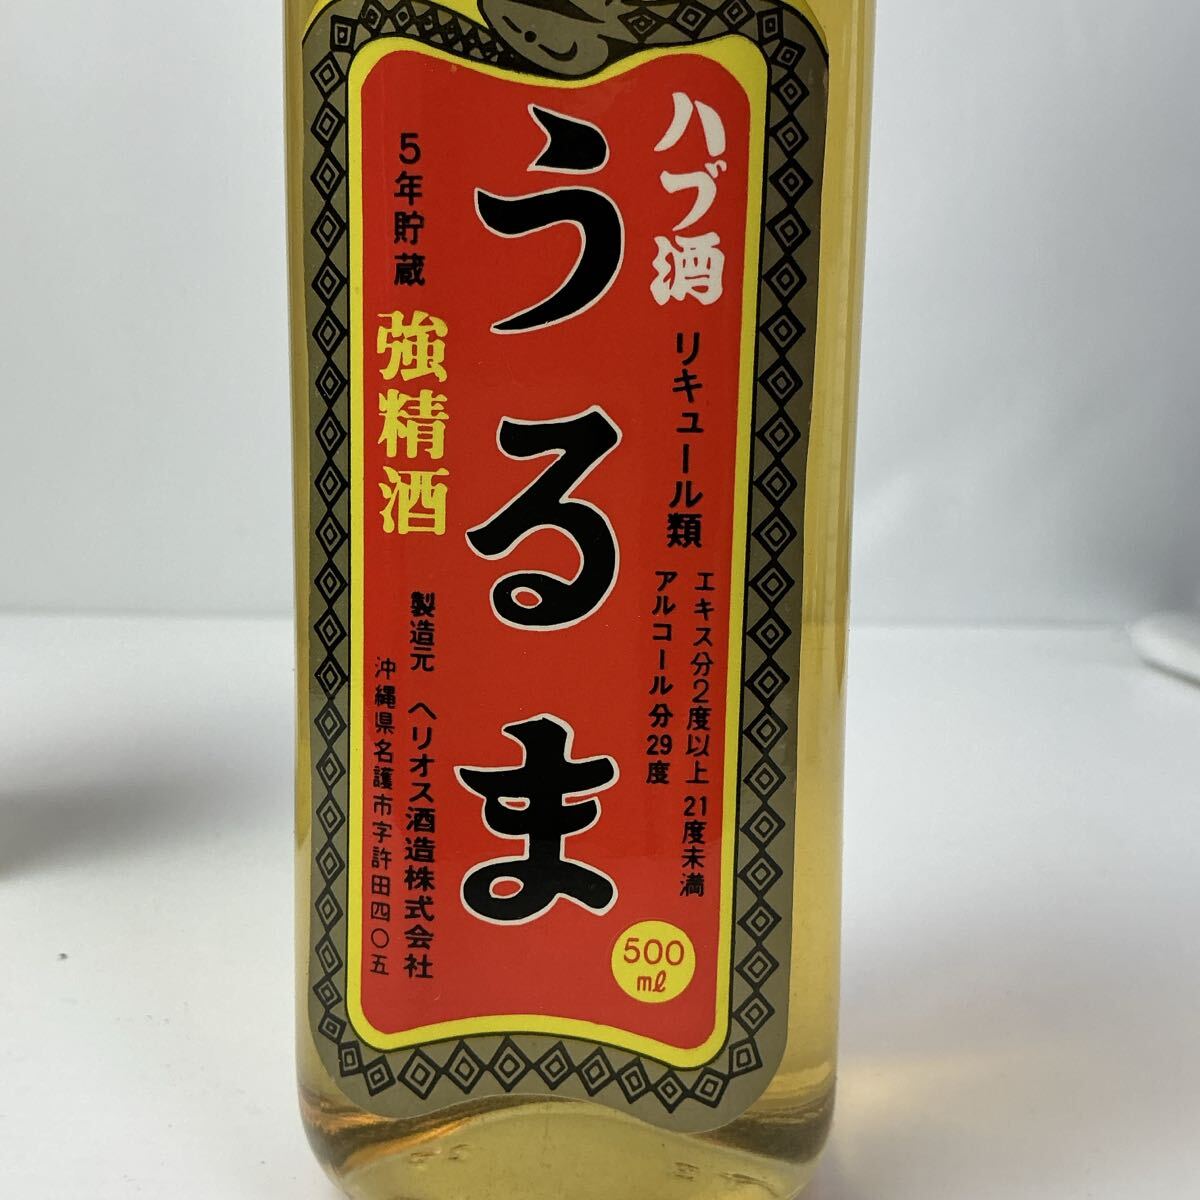 ハブ酒
リキュール類
エキス分2度以上21度未満
アルコール分29度
うるま
500
ml
5年貯蔵
強精酒
製造元 ヘリオス酒造株式会社
沖縄県名護市字許田四〇五